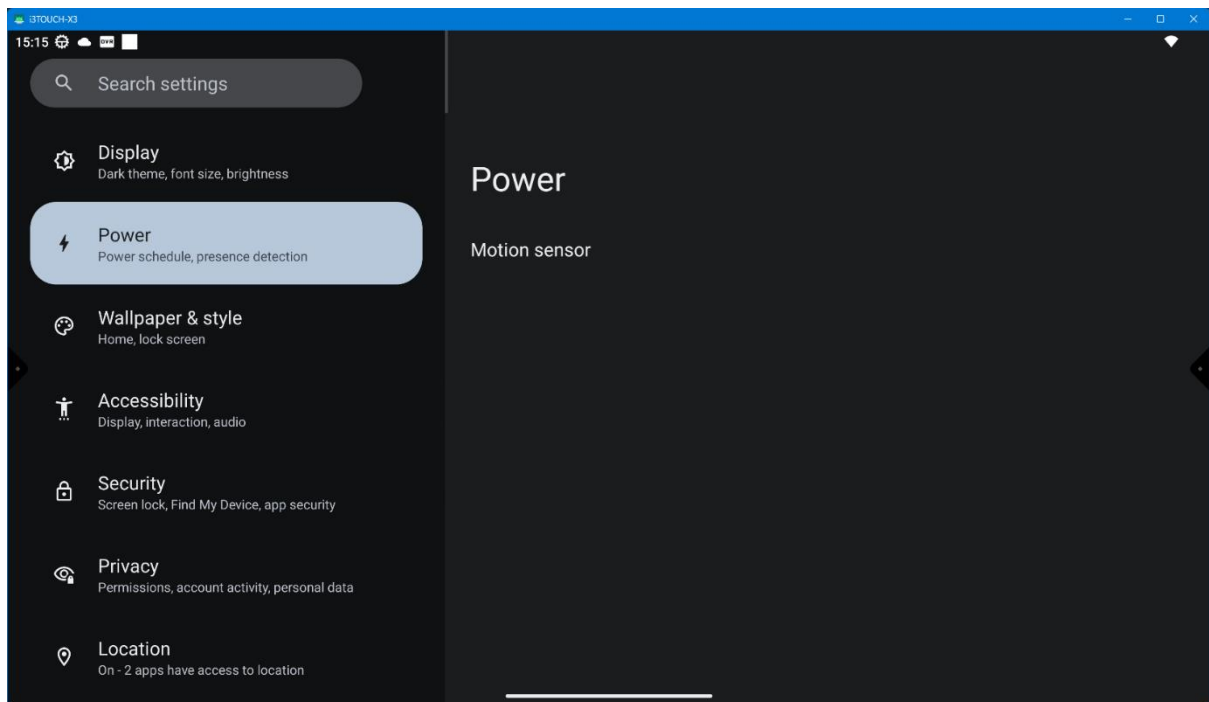 i3TOUCH-X3
15:15
DVR
Search settings
Display
Dark theme, font size, brightness
Power
Power schedule, presence detection
Wallpaper & style
Home, lock screen
Accessibility
Display, interaction, audio
Security
Screen lock, Find My Device, app security
Privacy
Permissions, account activity, personal data
Location
On - 2 apps have access to location
Power
Motion sensor